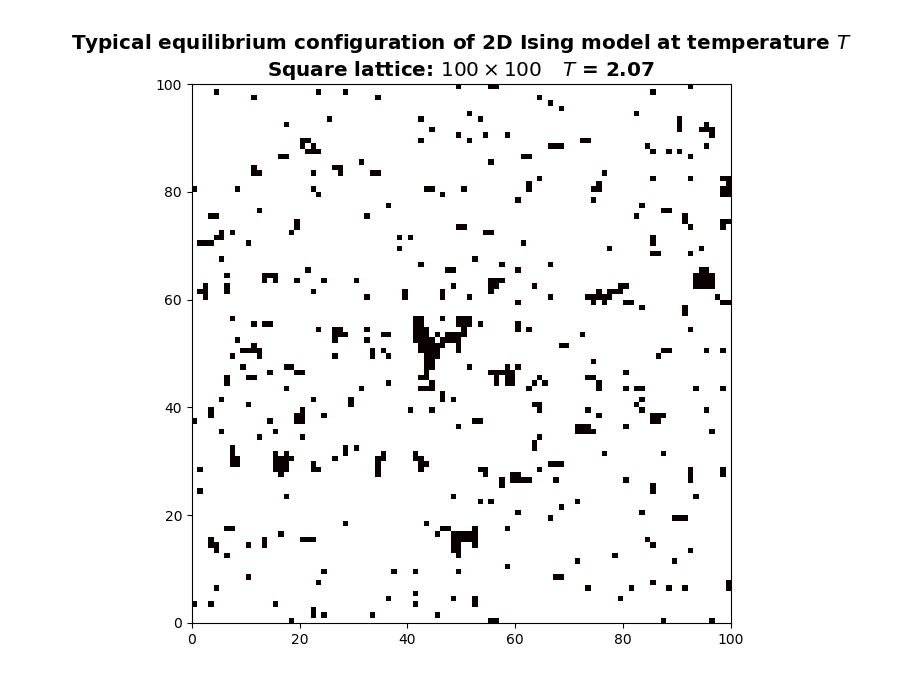 Typical equilibrium configuration of 2D Ising model at temperature T
Square lattice: 100 × 100 T = 2.07
100
80
60
40
20
0
0 20 40 60 80 100